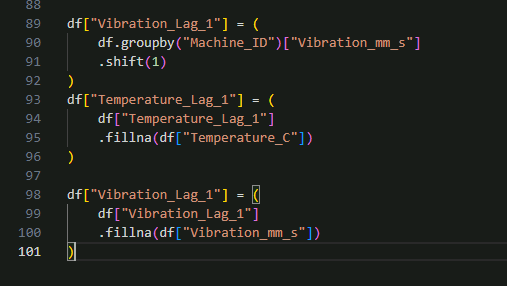 88
89 df["Vibration_Lag_1"] = (
90     df.groupby("Machine_ID")["Vibration_mm_s"]
91     .shift(1)
92 )
93 df["Temperature_Lag_1"] = (
94     df["Temperature_Lag_1"]
95     .fillna(df["Temperature_C"])
96 )
97
98 df["Vibration_Lag_1"] = (
99     df["Vibration_Lag_1"]
100     .fillna(df["Vibration_mm_s"])
101 )